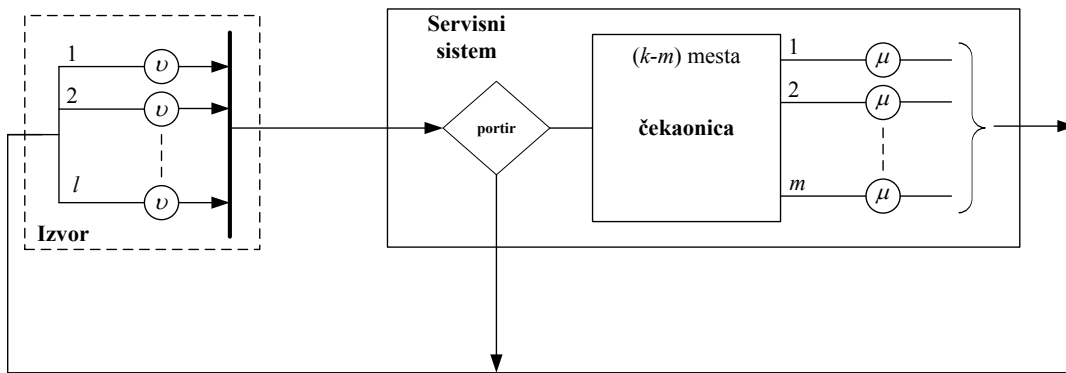 1 υ
2 υ
l υ
Izvor
Servisni
sistem
portir
(k-m) mesta
čekaonica
1 μ
2 μ
m μ